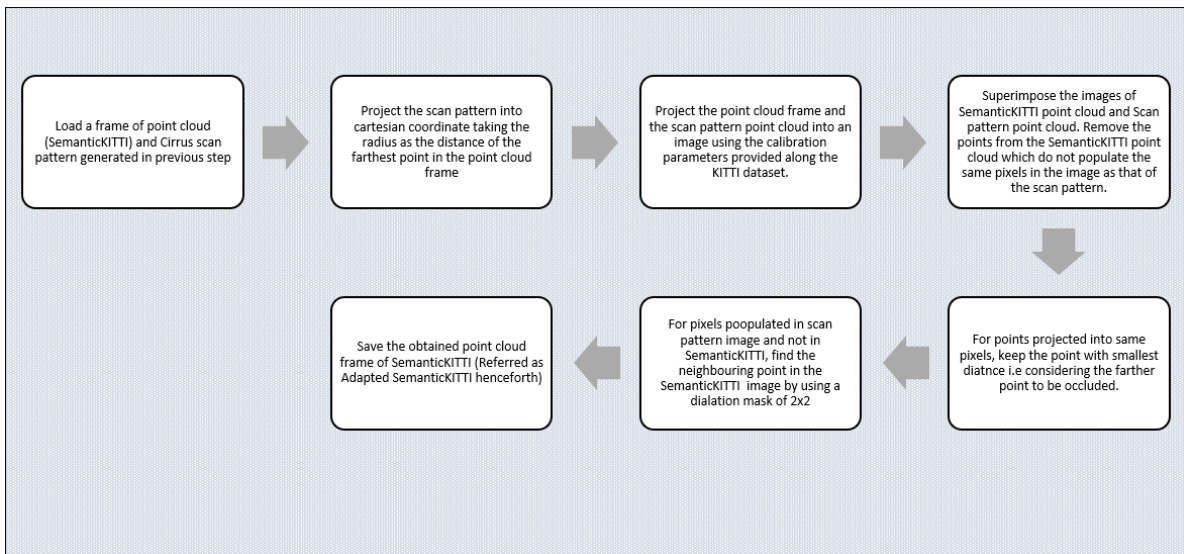 Load a frame of point cloud
(SemanticKITTI) and Cirrus scan
pattern generated in previous step
Project the scan pattern into
cartesian coordinate taking the
radius as the distance of the
farthest point in the point cloud
frame
Project the point cloud frame and
the scan pattern point cloud into an
image using the calibration
parameters provided along the
KITTI dataset.
Superimpose the images of
SemanticKITTI point cloud and Scan
pattern point cloud. Remove the
points from the SemanticKITTI point
cloud which do not populate the
same pixels in the image as that of
the scan pattern.
For points projected into same
pixels, keep the point with smallest
diatnce i.e considering the farther
point to be occluded.
For pixels poopulated in scan
pattern image and not in
SemanticKITTI, find the
neighbouring point in the
SemanticKITTI image by using a
dialation mask of 2x2
Save the obtained point cloud
frame of SemanticKITTI (Referred as
Adapted SemanticKITTI henceforth)